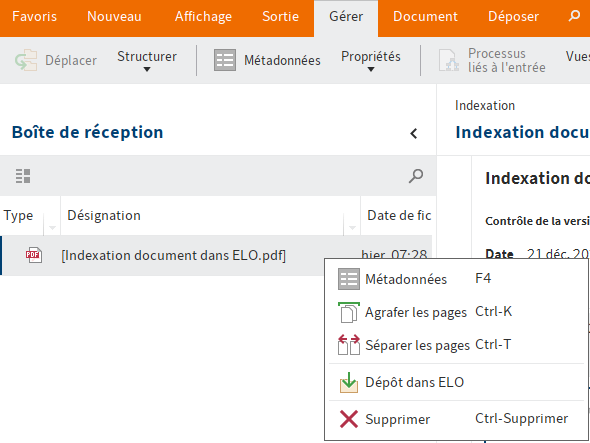 Favoris Nouveau Affichage Sortie Gérer Document Déposer
Déplacer Structurer Métadonnées Propriétés Processus Vues
liés à l'entrée
Boîte de réception
Indexation
Indexation docu
Type Désignation Date de fic
PDF [Indexation document dans ELO.pdf] hier, 07:28
Indexation do
Contrôle de la versi
Date 21 déc. 20
Métadonnées F4
Agrafer les pages Ctrl-K
Séparer les pages Ctrl-T
Dépôt dans ELO
Supprimer Ctrl-Supprimer